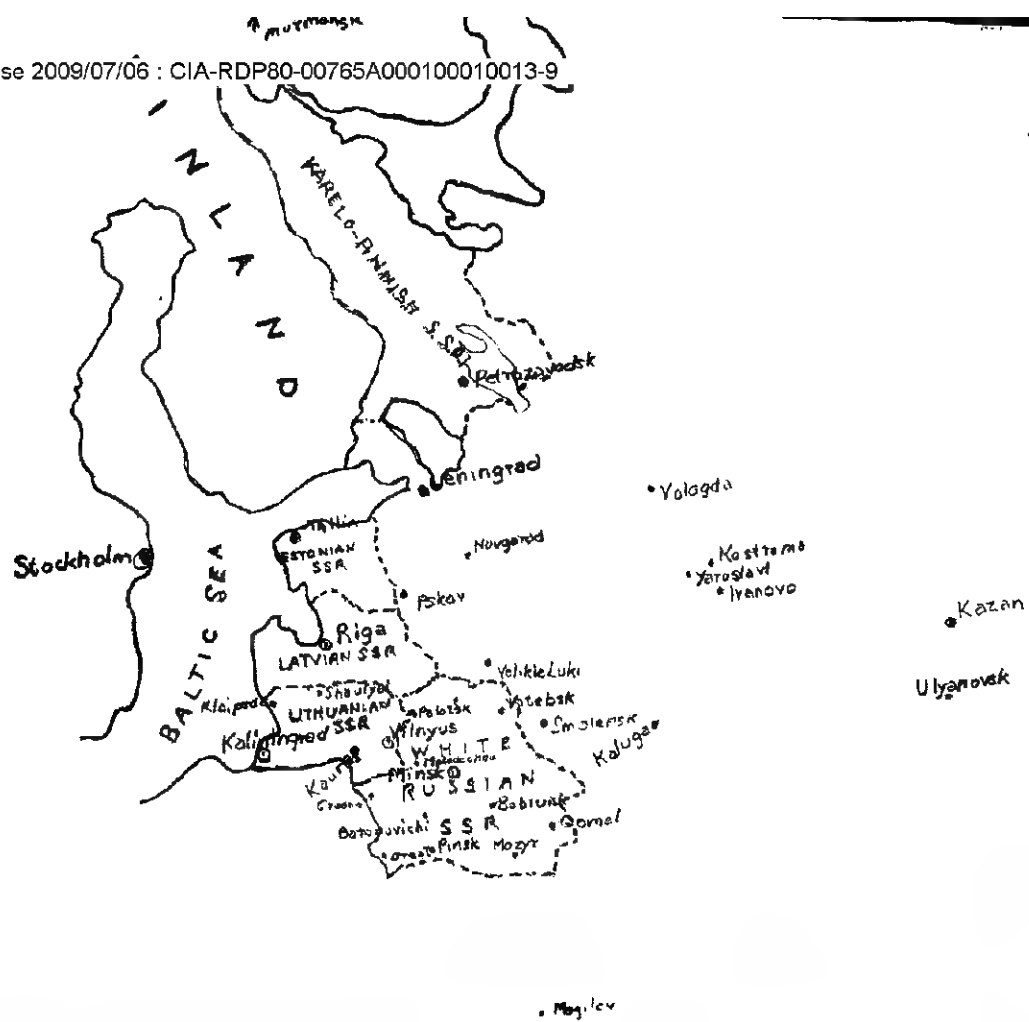 Murmansk
se 2009/07/06 : CIA-RDP80-00765A000100010013-9
INLAND
KARELO-FINNISH S.S.R.
Petrozavodsk
Leningrad
Vologda
Tallin
Stockholm
ESTONIAN
SSR
Novgorod
Kostroma
Yaroslavl
Ivanovo
BALTIC SEA
Pskov
Kazan
Riga
LATVIAN SSR
Velikie Luki
Ulyanovsk
Klaipeda
Shaulyai
LITHUANIAN
SSR
Polotsk
Vitebsk
Smolensk
Kaluga
Kaliningrad
Vilnyus
WHITE
Kaunas
Minsk
RUSSIAN
Bobruisk
SSR
Gomel
Pinsk
Mozyr
Mogilev